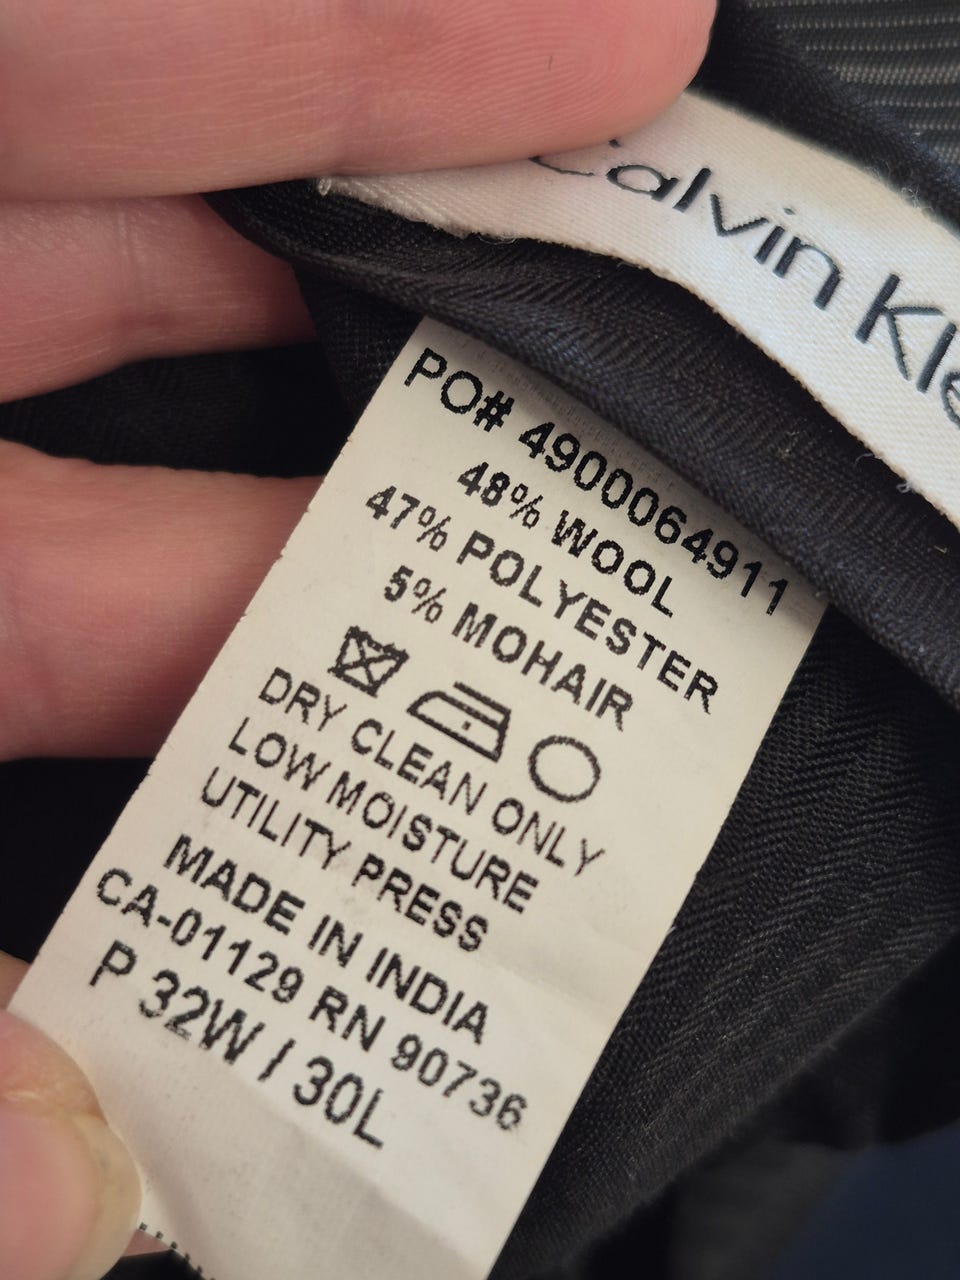 Calvin
PO# 4900064911
48% WOOL
47% POLYESTER
5% MOHAIR
DRY CLEAN ONLY
LOW MOISTURE
UTILITY PRESS
MADE IN INDIA
CA-01129 RN 90736
P 32W / 30L